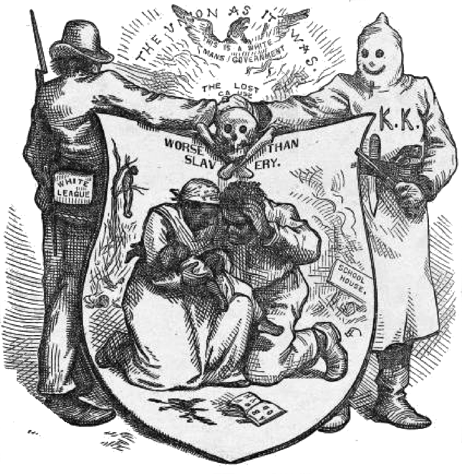 THE UNION AS IT WAS.
THIS IS A WHITE
MANS GOVERNMENT
THE LOST
CAUSE
WORSE THAN
SLAVERY.
K.K.
WHITE
LEAGUE
SCHOOL
HOUSE.